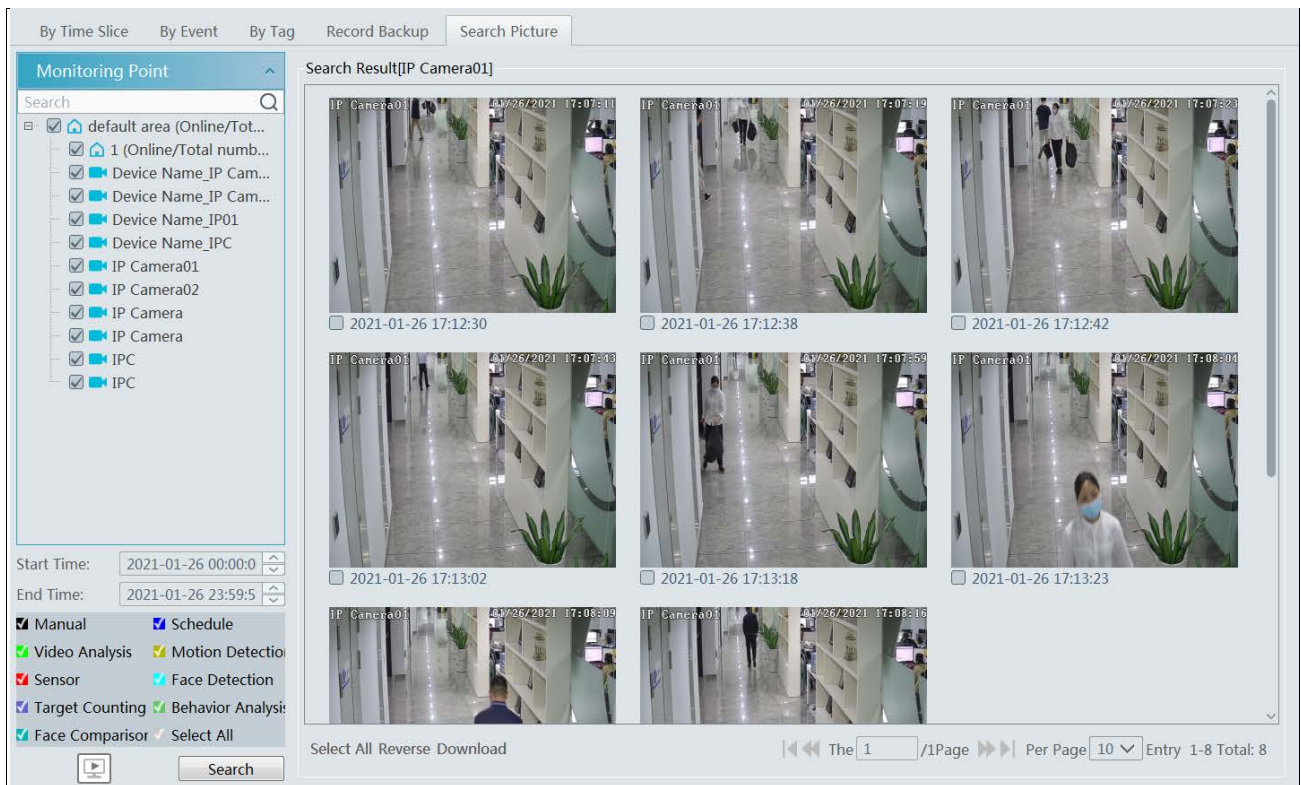 By Time Slice By Event By Tag Record Backup Search Picture
Monitoring Point
Search
default area (Online/Tot...
1 (Online/Total numb...
Device Name_IP Cam...
Device Name_IP Cam...
Device Name_IP01
Device Name_IPC
IP Camera01
IP Camera02
IP Camera
IP Camera
IPC
IPC
Start Time: 2021-01-26 00:00:0
End Time: 2021-01-26 23:59:5
Manual Schedule
Video Analysis Motion Detectio
Sensor Face Detection
Target Counting Behavior Analysis
Face Comparisor Select All
Search
Search Result[IP Camera01]
IP Camera01 01/26/2021 17:07:11
IP Camera01 01/26/2021 17:07:19
IP Camera01 01/26/2021 17:07:23
2021-01-26 17:12:30
2021-01-26 17:12:38
2021-01-26 17:12:42
IP Camera01 01/26/2021 17:07:43
IP Camera01 01/26/2021 17:07:59
IP Camera01 01/26/2021 17:08:04
2021-01-26 17:13:02
2021-01-26 17:13:18
2021-01-26 17:13:23
IP Camera01 01/26/2021 17:08:09
IP Camera01 01/26/2021 17:08:16
Select All Reverse Download
The 1 /1Page Per Page 10 Entry 1-8 Total: 8